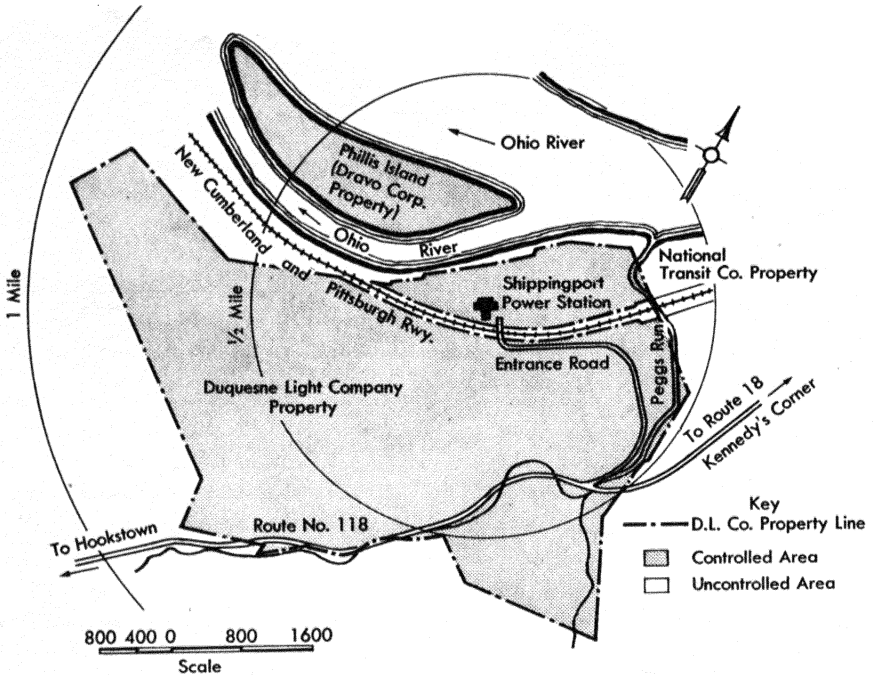 Ohio River
Phillis Island
(Dravo Corp.
Property)
New Cumberland and Pittsburgh Rwy.
Ohio River
National
Transit Co. Property
Shippingport
Power Station
1 Mile
½ Mile
Entrance Road
Peggs Run
Duquesne Light Company
Property
To Route 18
Kennedy's Corner
Route No. 118
To Hookstown
Key
D.L. Co. Property Line
Controlled Area
Uncontrolled Area
800 400 0 800 1600
Scale